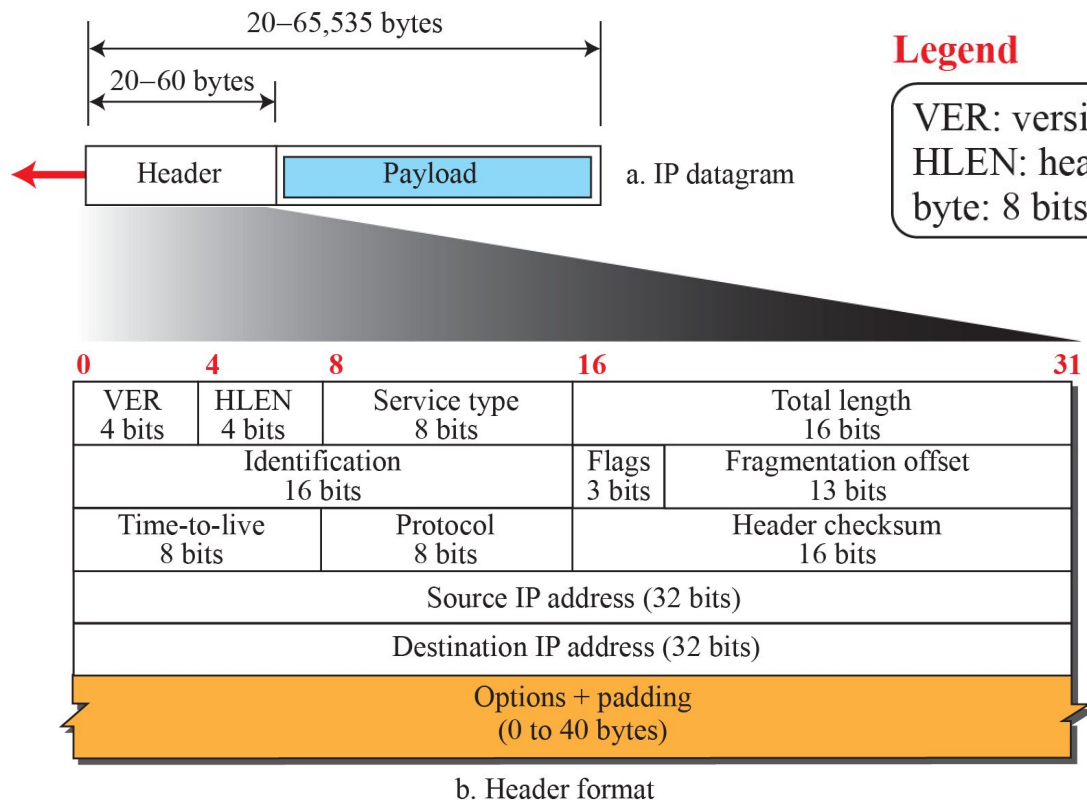 20–65,535 bytes
20–60 bytes
Legend
VER: versi
HLEN: hea
byte: 8 bits
Header
Payload
a. IP datagram
0 4 8 16 31
VER HLEN Service type Total length
4 bits 4 bits 8 bits 16 bits
Identification Flags Fragmentation offset
16 bits 3 bits 13 bits
Time-to-live Protocol Header checksum
8 bits 8 bits 16 bits
Source IP address (32 bits)
Destination IP address (32 bits)
Options + padding
(0 to 40 bytes)
b. Header format